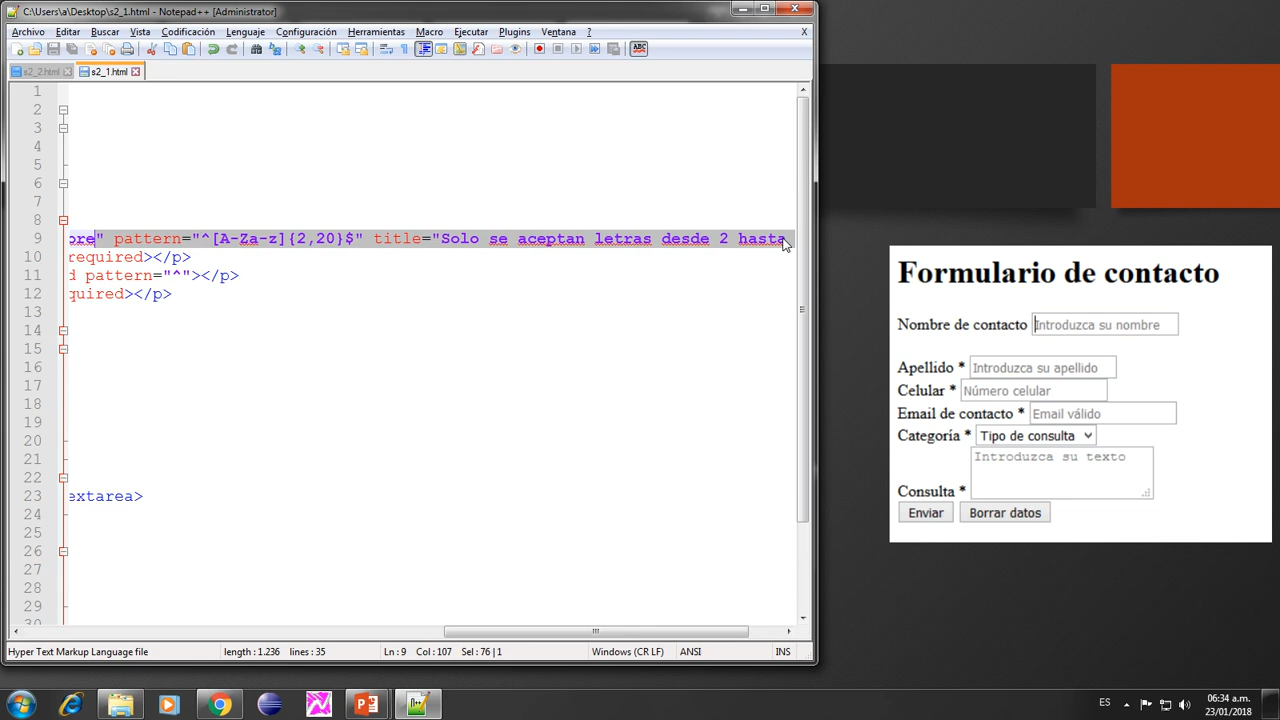 C:\Users\a\Desktop\s2_1.html - Notepad++ [Administrator]
Archivo Editar Buscar Vista Codificación Lenguaje Configuración Herramientas Macro Ejecutar Plugins Ventana ? X
s2_2.html s2_1.html
1
2
3
4
5
6
7
8
9 ore" pattern="^[A-Za-z]{2,20}$" title="Solo se aceptan letras desde 2 hasta
10 required></p>
11 d pattern="^"></p>
12 quired></p>
13
14
15
16
17
18
19
20
21
22
23 extarea>
24
25
26
27
28
29
30
Hyper Text Markup Language file length : 1.236 lines : 35 Ln : 9 Col : 107 Sel : 76 | 1 Windows (CR LF) ANSI INS
Formulario de contacto
Nombre de contacto Introduzca su nombre
Apellido * Introduzca su apellido
Celular * Número celular
Email de contacto * Email válido
Categoría * Tipo de consulta
Introduzca su texto
Consulta *
Enviar Borrar datos
ES 06:34 a.m.
23/01/2018